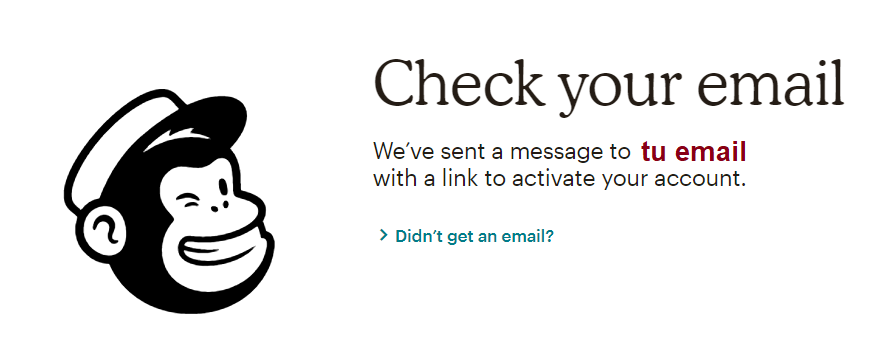 Check your email
We’ve sent a message to tu email
with a link to activate your account.
Didn’t get an email?